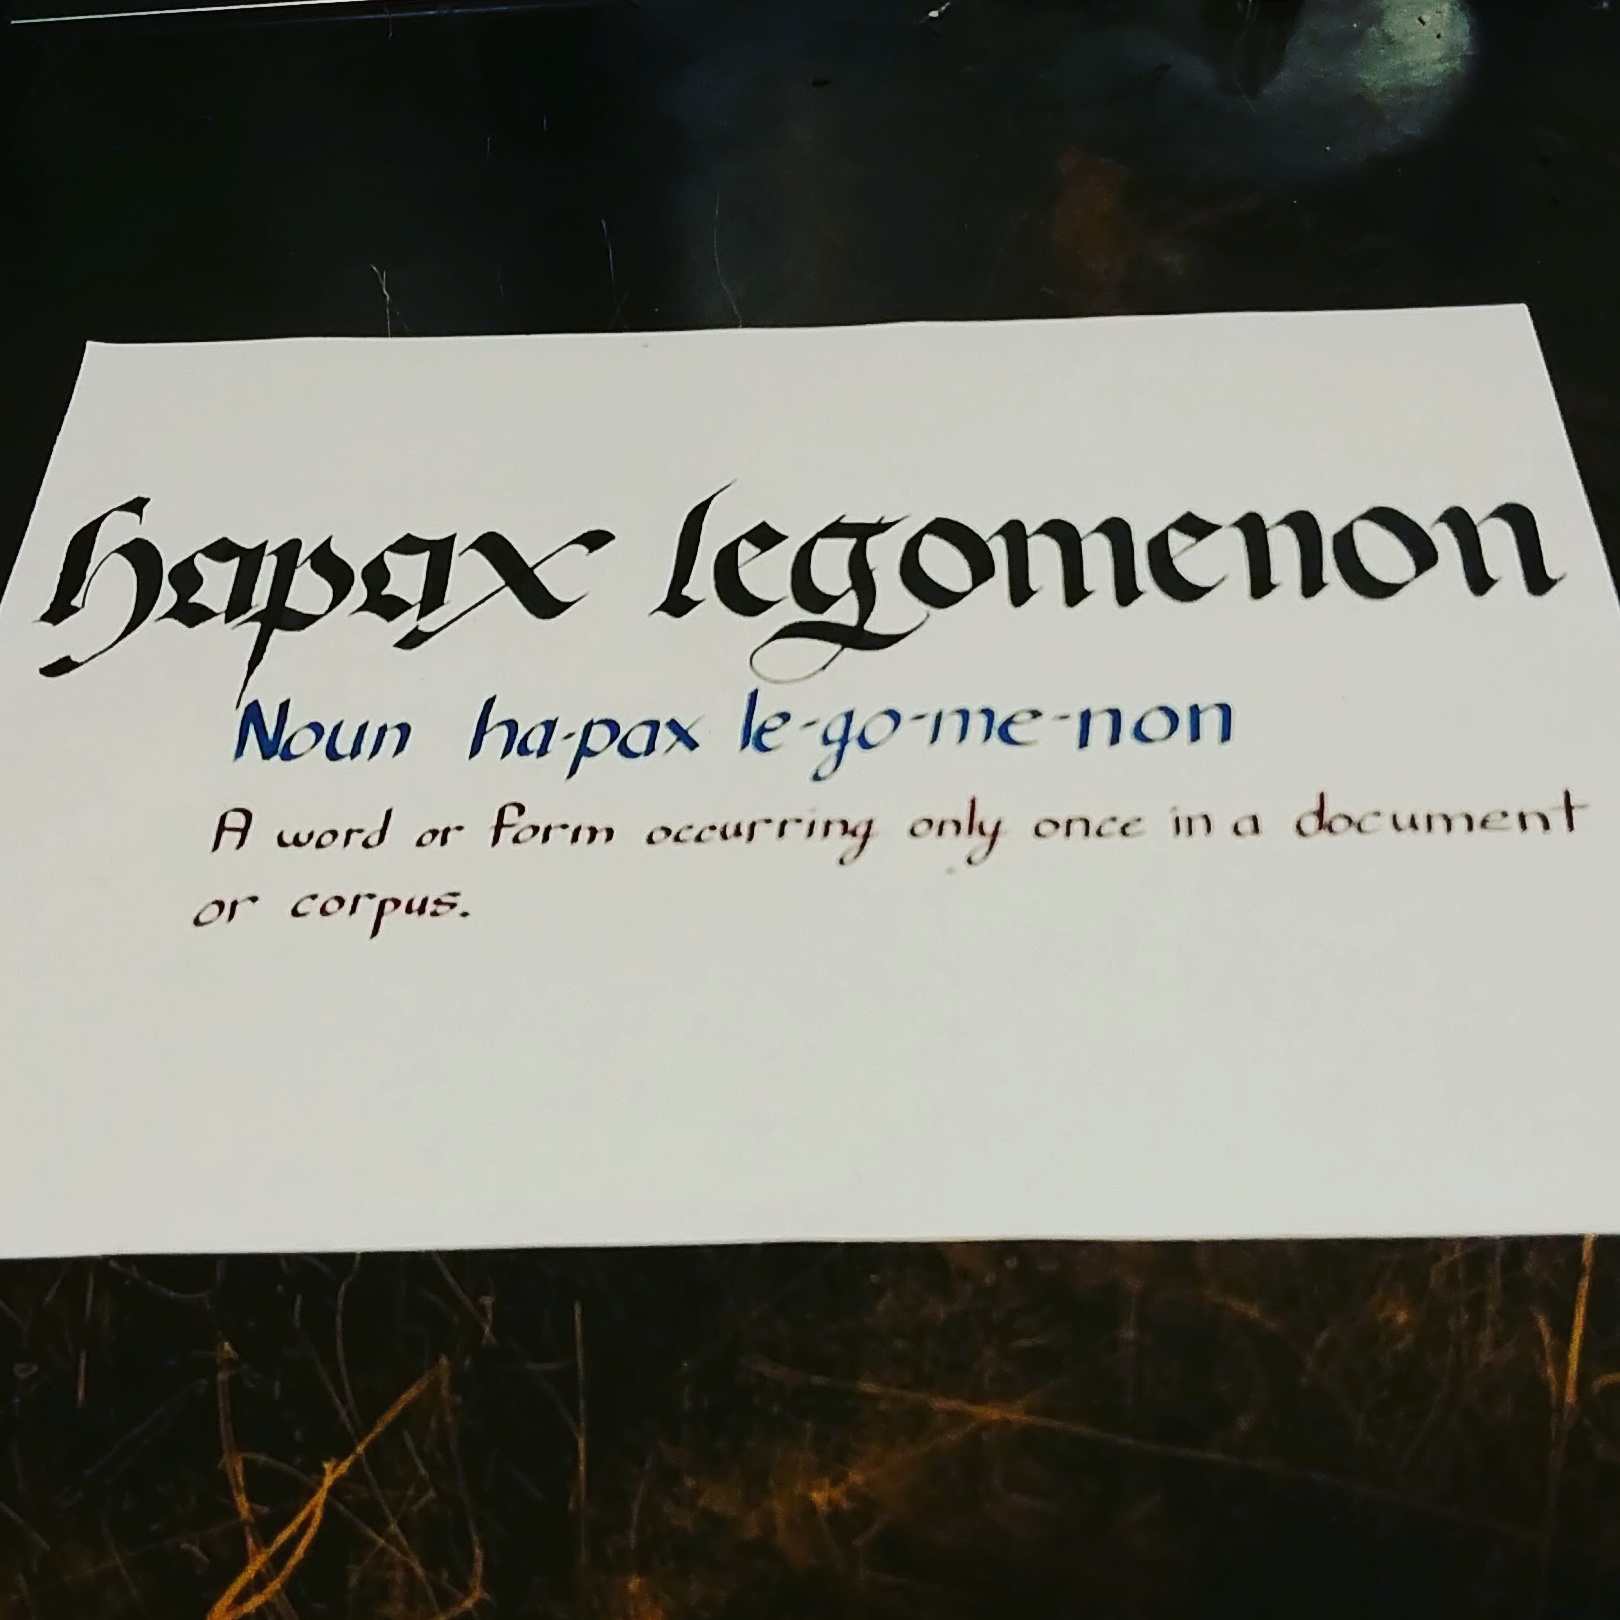 hapax legomenon
Noun ha-pax le-go-me-non
A word or form occurring only once in a document
or corpus.